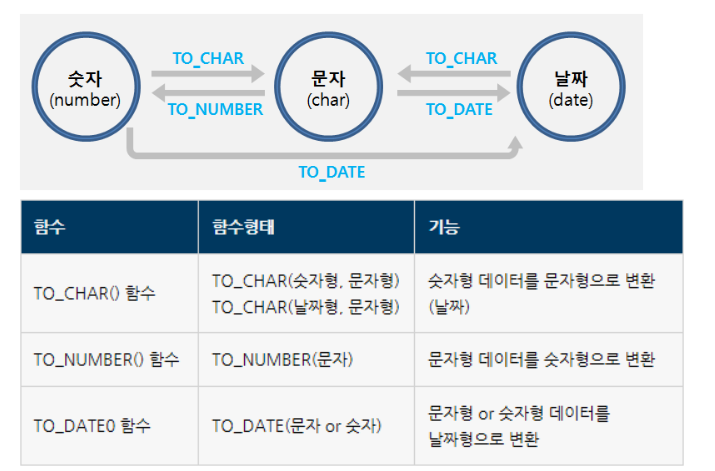 숫자
(number)
TO_CHAR
TO_NUMBER
문자
(char)
TO_CHAR
TO_DATE
날짜
(date)
TO_DATE
함수 함수형태 기능
TO_CHAR() 함수
TO_CHAR(숫자형, 문자형)
TO_CHAR(날짜형, 문자형)
숫자형 데이터를 문자형으로 변환
(날짜)
TO_NUMBER() 함수 TO_NUMBER(문자) 문자형 데이터를 숫자형으로 변환
TO_DATE0 함수 TO_DATE(문자 or 숫자)
문자형 or 숫자형 데이터를
날짜형으로 변환